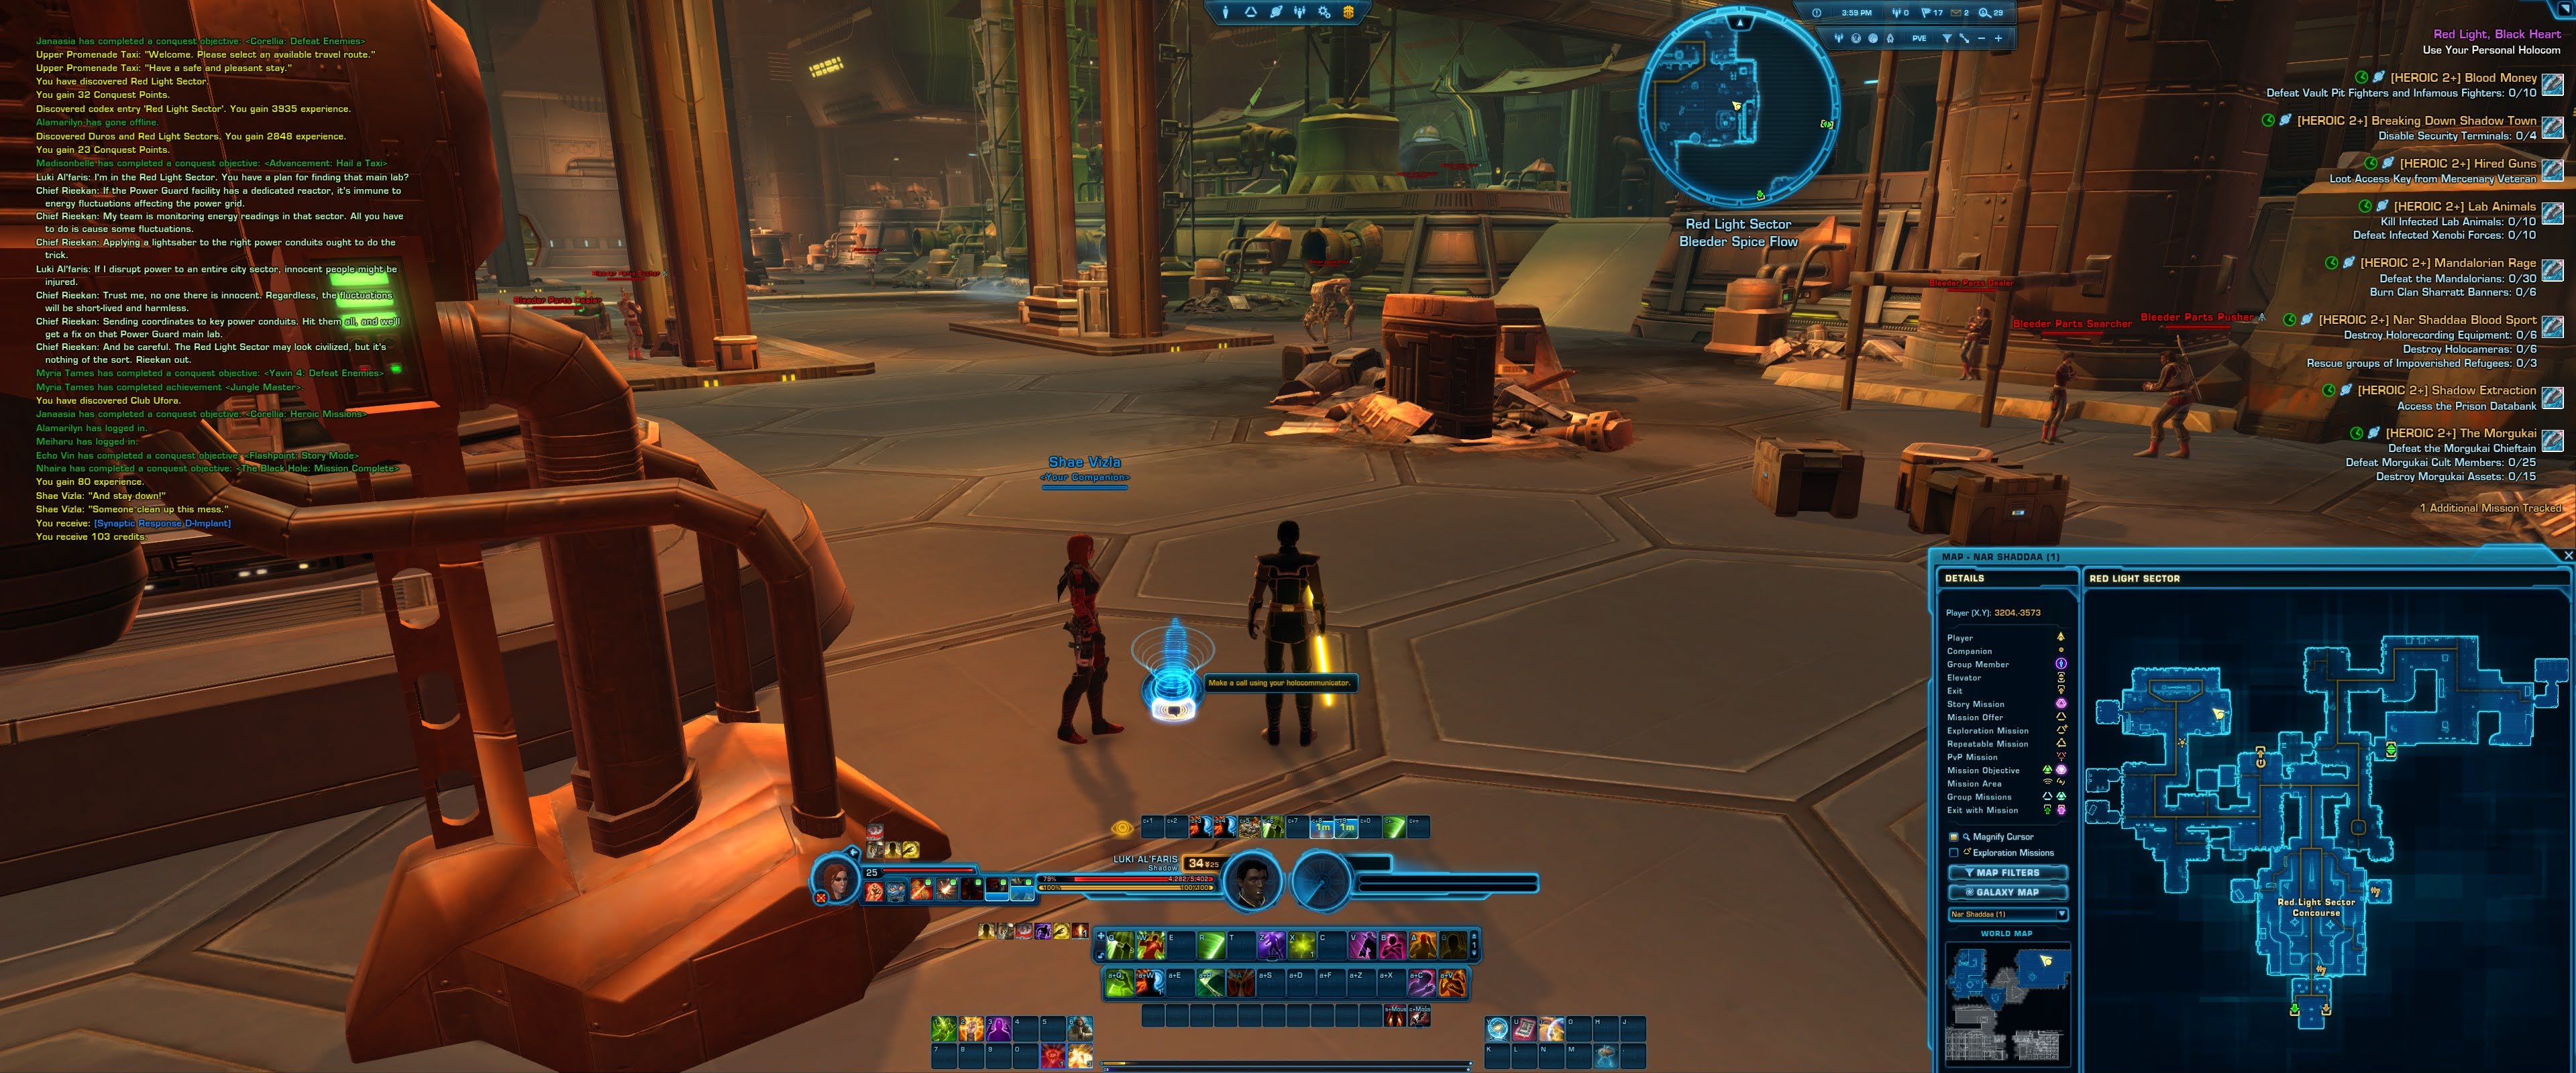 Janaasia has completed a conquest objective: <Corellia: Defeat Enemies>
Upper Promenade Taxi: "Welcome. Please select an available travel route."
Upper Promenade Taxi: "Have a safe and pleasant stay."
You have discovered Red Light Sector.
You gain 32 Conquest Points.
Discovered codex entry 'Red Light Sector'. You gain 3935 experience.
Alamarilyn has gone offline.
Discovered Duros and Red Light Sectors. You gain 2848 experience.
You gain 23 Conquest Points.
Madisonbelle has completed a conquest objective: <Advancement: Hail a Taxi>
Luki Al'faris: I'm in the Red Light Sector. You have a plan for finding that main lab?
Chief Rieekan: If the Power Guard facility has a dedicated reactor, it's immune to
energy fluctuations affecting the power grid.
Chief Rieekan: My team is monitoring energy readings in that sector. All you have
to do is cause some fluctuations.
Chief Rieekan: Applying a lightsaber to the right power conduits ought to do the
trick.
Luki Al'faris: If I disrupt power to an entire city sector, innocent people might be
injured.
Chief Rieekan: Trust me, no one there is innocent. Regardless, the fluctuations
will be short-lived and harmless.
Chief Rieekan: Sending coordinates to key power conduits. Hit them all, and we'll
get a fix on that Power Guard main lab.
Chief Rieekan: And be careful. The Red Light Sector may look civilized, but it's
nothing of the sort. Rieekan out.
Myria Tames has completed a conquest objective: <Yavin 4: Defeat Enemies>
Myria Tames has completed achievement <Jungle Master>.
You have discovered Club Ufora.
Janaasia has completed a conquest objective: <Corellia: Heroic Missions>
Alamarilyn has logged in.
Meiharu has logged in.
Echo Vin has completed a conquest objective: <Flashpoint: Story Mode>
Nhaira has completed a conquest objective: <The Black Hole: Mission Complete>
You gain 80 experience.
Shae Vizla: "And stay down!"
Shae Vizla: "Someone clean up this mess."
You receive: [Synaptic Response D-Implant]
You receive 103 credits
3:59 PM
0
17
2
29
PVE
Red Light Sector
Bleeder Spice Flow
Red Light, Black Heart
Use Your Personal Holocom
[HEROIC 2+] Blood Money
Defeat Vault Pit Fighters and Infamous Fighters: 0/10
[HEROIC 2+] Breaking Down Shadow Town
Disable Security Terminals: 0/4
[HEROIC 2+] Hired Guns
Loot Access Key from Mercenary Veteran
[HEROIC 2+] Lab Animals
Kill Infected Lab Animals: 0/10
Defeat Infected Xenobi Forces: 0/10
[HEROIC 2+] Mandalorian Rage
Defeat the Mandalorians: 0/30
Burn Clan Sharratt Banners: 0/6
[HEROIC 2+] Nar Shaddaa Blood Sport
Destroy Holorecording Equipment: 0/6
Destroy Holocameras: 0/6
Rescue groups of Impoverished Refugees: 0/3
[HEROIC 2+] Shadow Extraction
Access the Prison Databank
[HEROIC 2+] The Morgukai
Defeat the Morgukai Chieftain
Defeat Morgukai Cult Members: 0/25
Destroy Morgukai Assets: 0/15
1 Additional Mission Tracked
Bleeder Parts Dealer
Bleeder Parts Dealer
Bleeder Parts Searcher
Bleeder Parts Pusher
Shae Vizla
<Your Companion>
Make a call using your holocommunicator.
MAP - NAR SHADDAA (1)
DETAILS
RED LIGHT SECTOR
Player (X,Y): 3204,-3573
Player
Companion
Group Member
Elevator
Exit
Story Mission
Mission Offer
Exploration Mission
Repeatable Mission
PvP Mission
Mission Objective
Mission Area
Group Missions
Exit with Mission
Magnify Cursor
Exploration Missions
MAP FILTERS
GALAXY MAP
Nar Shaddaa (1)
WORLD MAP
Red Light Sector
Concourse
LUKI AL'FARIS
Shadow
34
25
25
79%
4,282/5,402
100%
100/100
1m
1m